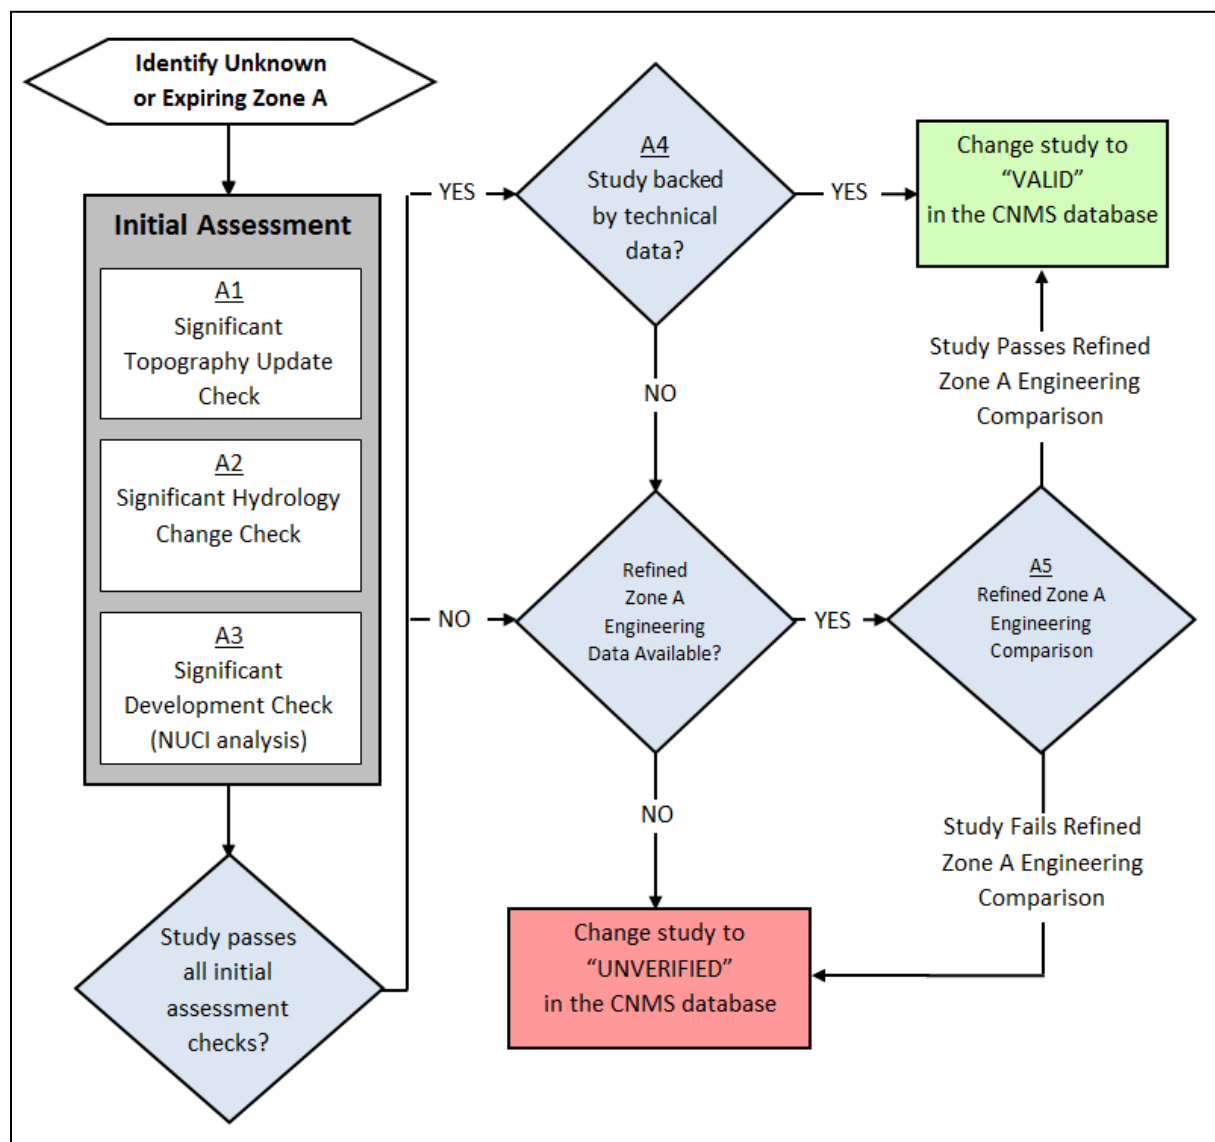 Identify Unknown
or Expiring Zone A
Initial Assessment
A1
Significant
Topography Update
Check
A2
Significant Hydrology
Change Check
A3
Significant
Development Check
(NUCI analysis)
Study passes
all initial
assessment
checks?
YES
NO
A4
Study backed
by technical
data?
YES
NO
Change study to
“VALID”
in the CNMS database
Refined
Zone A
Engineering
Data Available?
YES
NO
A5
Refined Zone A
Engineering
Comparison
Study Passes Refined
Zone A Engineering
Comparison
Study Fails Refined
Zone A Engineering
Comparison
Change study to
“UNVERIFIED”
in the CNMS database